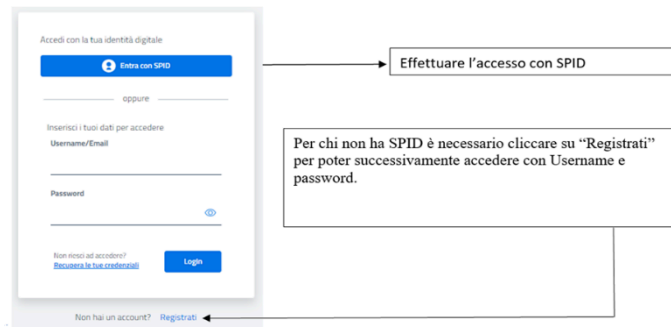 Accedi con la tua identità digitale
Entra con SPID
oppure
Inserisci i tuoi dati per accedere
Username/Email
Password
Non riesci ad accedere?
Recupera le tue credenziali
Login
Non hai un account? Registrati
Effettuare l'accesso con SPID
Per chi non ha SPID è necessario cliccare su “Registrati”
per poter successivamente accedere con Username e
password.